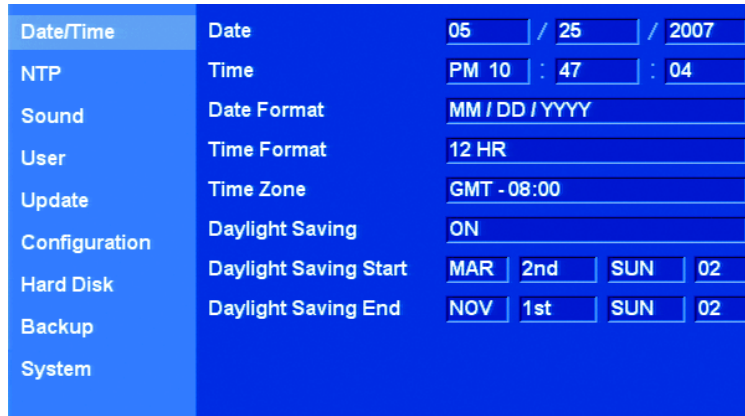 Date/Time
NTP
Sound
User
Update
Configuration
Hard Disk
Backup
System
Date 05 / 25 / 2007
Time PM 10 : 47 : 04
Date Format MM / DD / YYYY
Time Format 12 HR
Time Zone GMT - 08:00
Daylight Saving ON
Daylight Saving Start MAR 2nd SUN 02
Daylight Saving End NOV 1st SUN 02